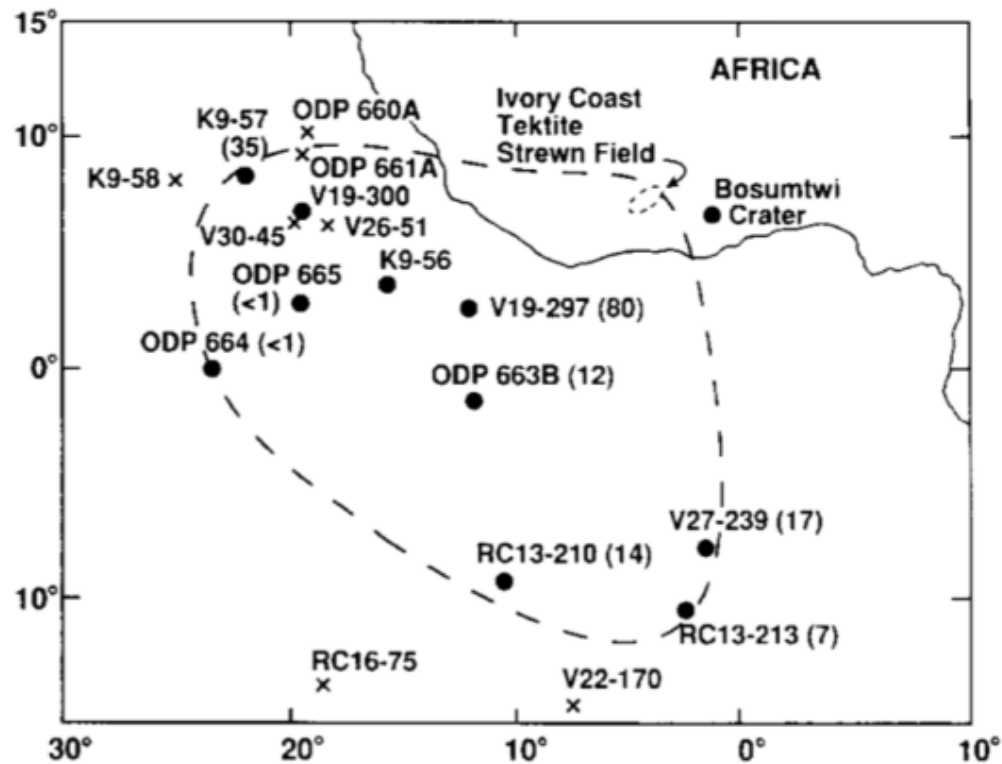 15°
AFRICA
Ivory Coast
Tektite
Strewn Field
ODP 660A
K9-57
(35)
10°
ODP 661A
K9-58
V19-300
Bosumtwi
Crater
V30-45
V26-51
K9-56
ODP 665
(<1)
V19-297 (80)
ODP 664 (<1)
0°
ODP 663B (12)
V27-239 (17)
RC13-210 (14)
10°
RC13-213 (7)
RC16-75
V22-170
30°
20°
10°
0°
10°